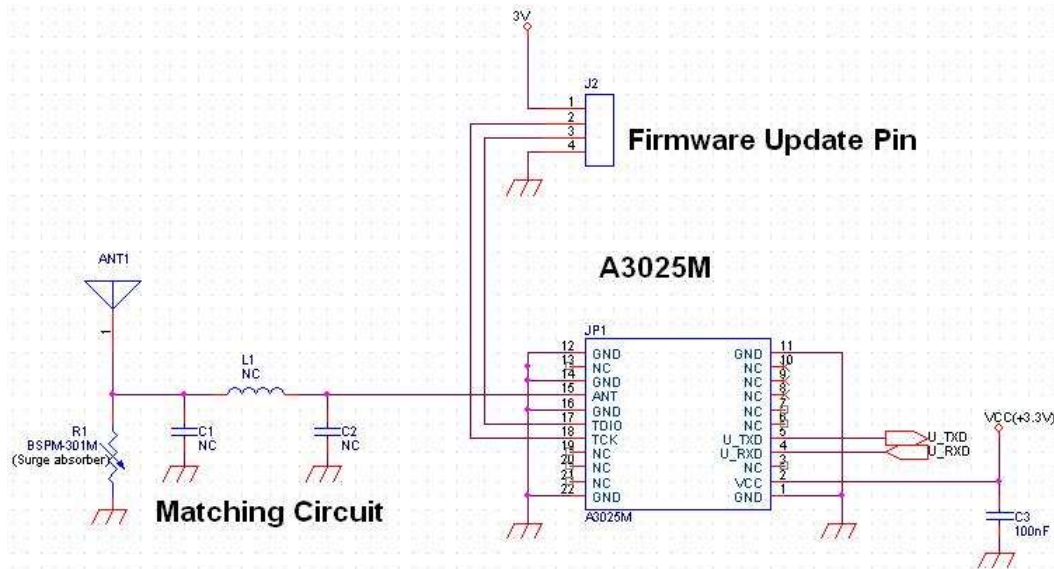 3V
J2
1
2
3
4
Firmware Update Pin
A3025M
ANT1
1
L1
NC
R1
BSPM-301M
(Surge absorber)
C1
NC
C2
NC
Matching Circuit
JP1
12 GND GND 11
13 NC NC 10
14 GND NC 9
15 ANT NC 8
16 GND NC 7
17 TDIO NC 6
18 TCK U_TXD 5
19 NC U_RXD 4
20 NC NC 3
21 NC VCC 2
22 GND GND 1
A3025M
U_TXD
U_RXD
VCC(+3.3V)
C3
100nF